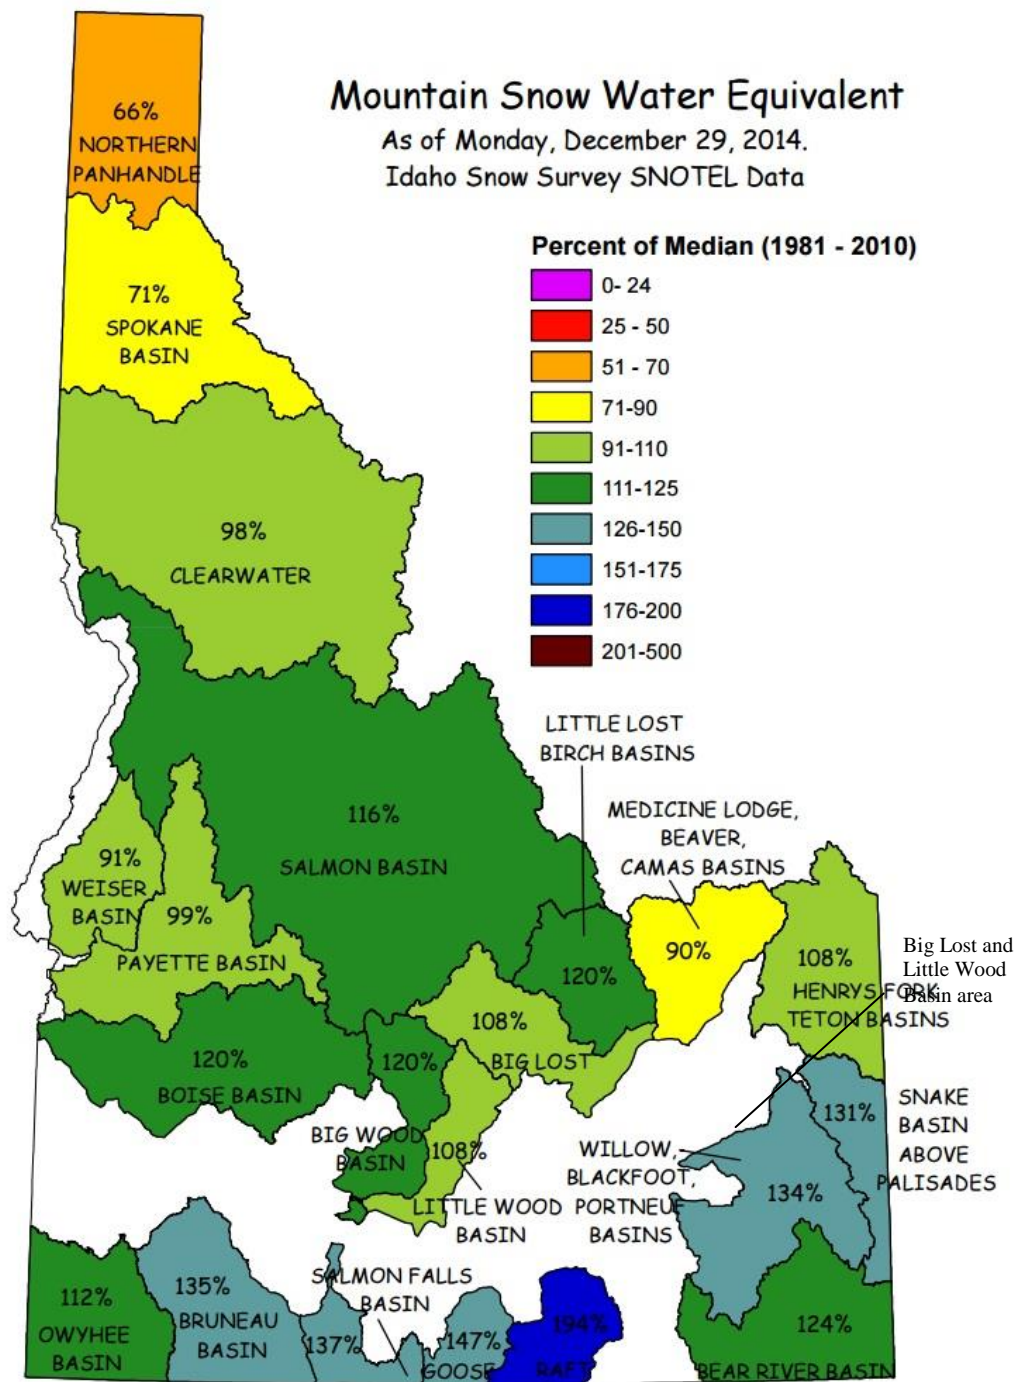 Mountain Snow Water Equivalent
As of Monday, December 29, 2014.
Idaho Snow Survey SNOTEL Data
Percent of Median (1981 - 2010)
0- 24
25 - 50
51 - 70
71-90
91-110
111-125
126-150
151-175
176-200
201-500
66%
NORTHERN
PANHANDLE
71%
SPOKANE
BASIN
98%
CLEARWATER
116%
SALMON BASIN
LITTLE LOST
BIRCH BASINS
120%
MEDICINE LODGE,
BEAVER,
CAMAS BASINS
90%
91%
WEISER
BASIN
99%
PAYETTE BASIN
108%
HENRYS FORK
TETON BASINS
Big Lost and
Little Wood
Basin area
120%
BOISE BASIN
120%
BIG WOOD
BASIN
108%
BIG LOST
108%
LITTLE WOOD
BASIN
WILLOW,
BLACKFOOT,
PORTNEUF
BASINS
134%
131%
SNAKE
BASIN
ABOVE
PALISADES
112%
OWYHEE
BASIN
135%
BRUNEAU
BASIN
SALMON FALLS
BASIN
137%
147%
GOOSE
194%
RAFT
124%
BEAR RIVER BASIN